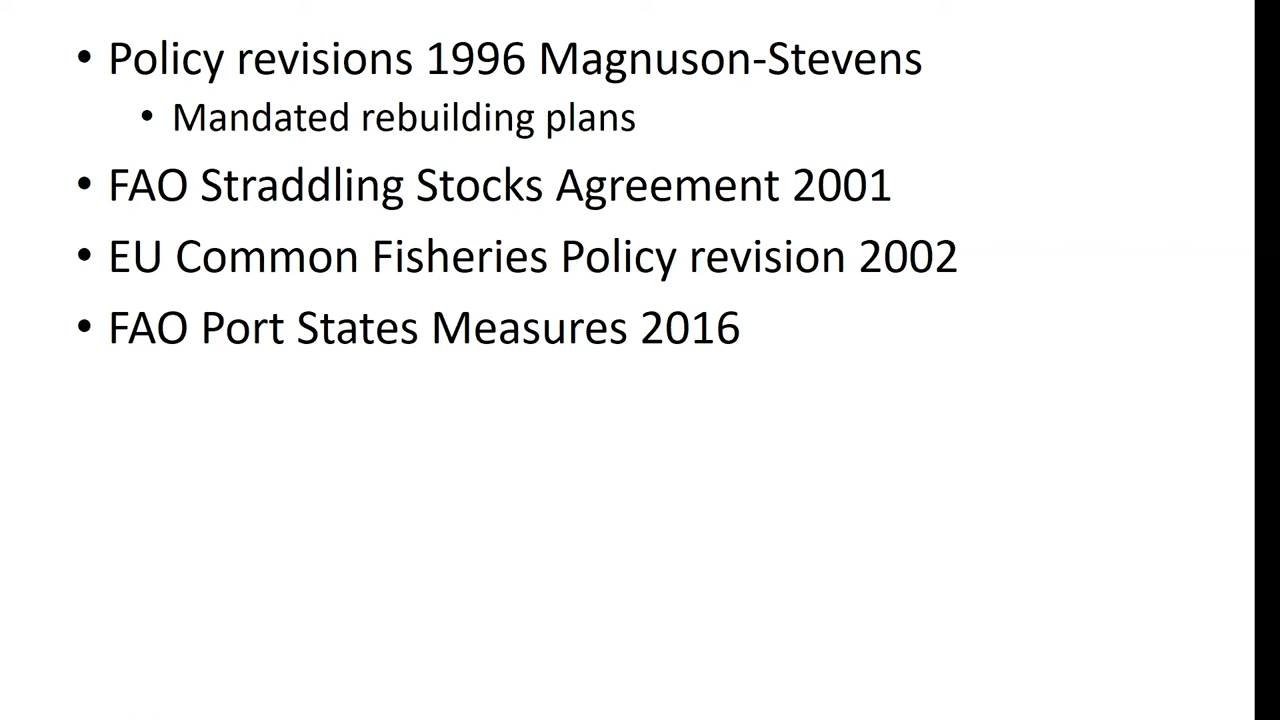 • Policy revisions 1996 Magnuson-Stevens
• Mandated rebuilding plans
• FAO Straddling Stocks Agreement 2001
• EU Common Fisheries Policy revision 2002
• FAO Port States Measures 2016